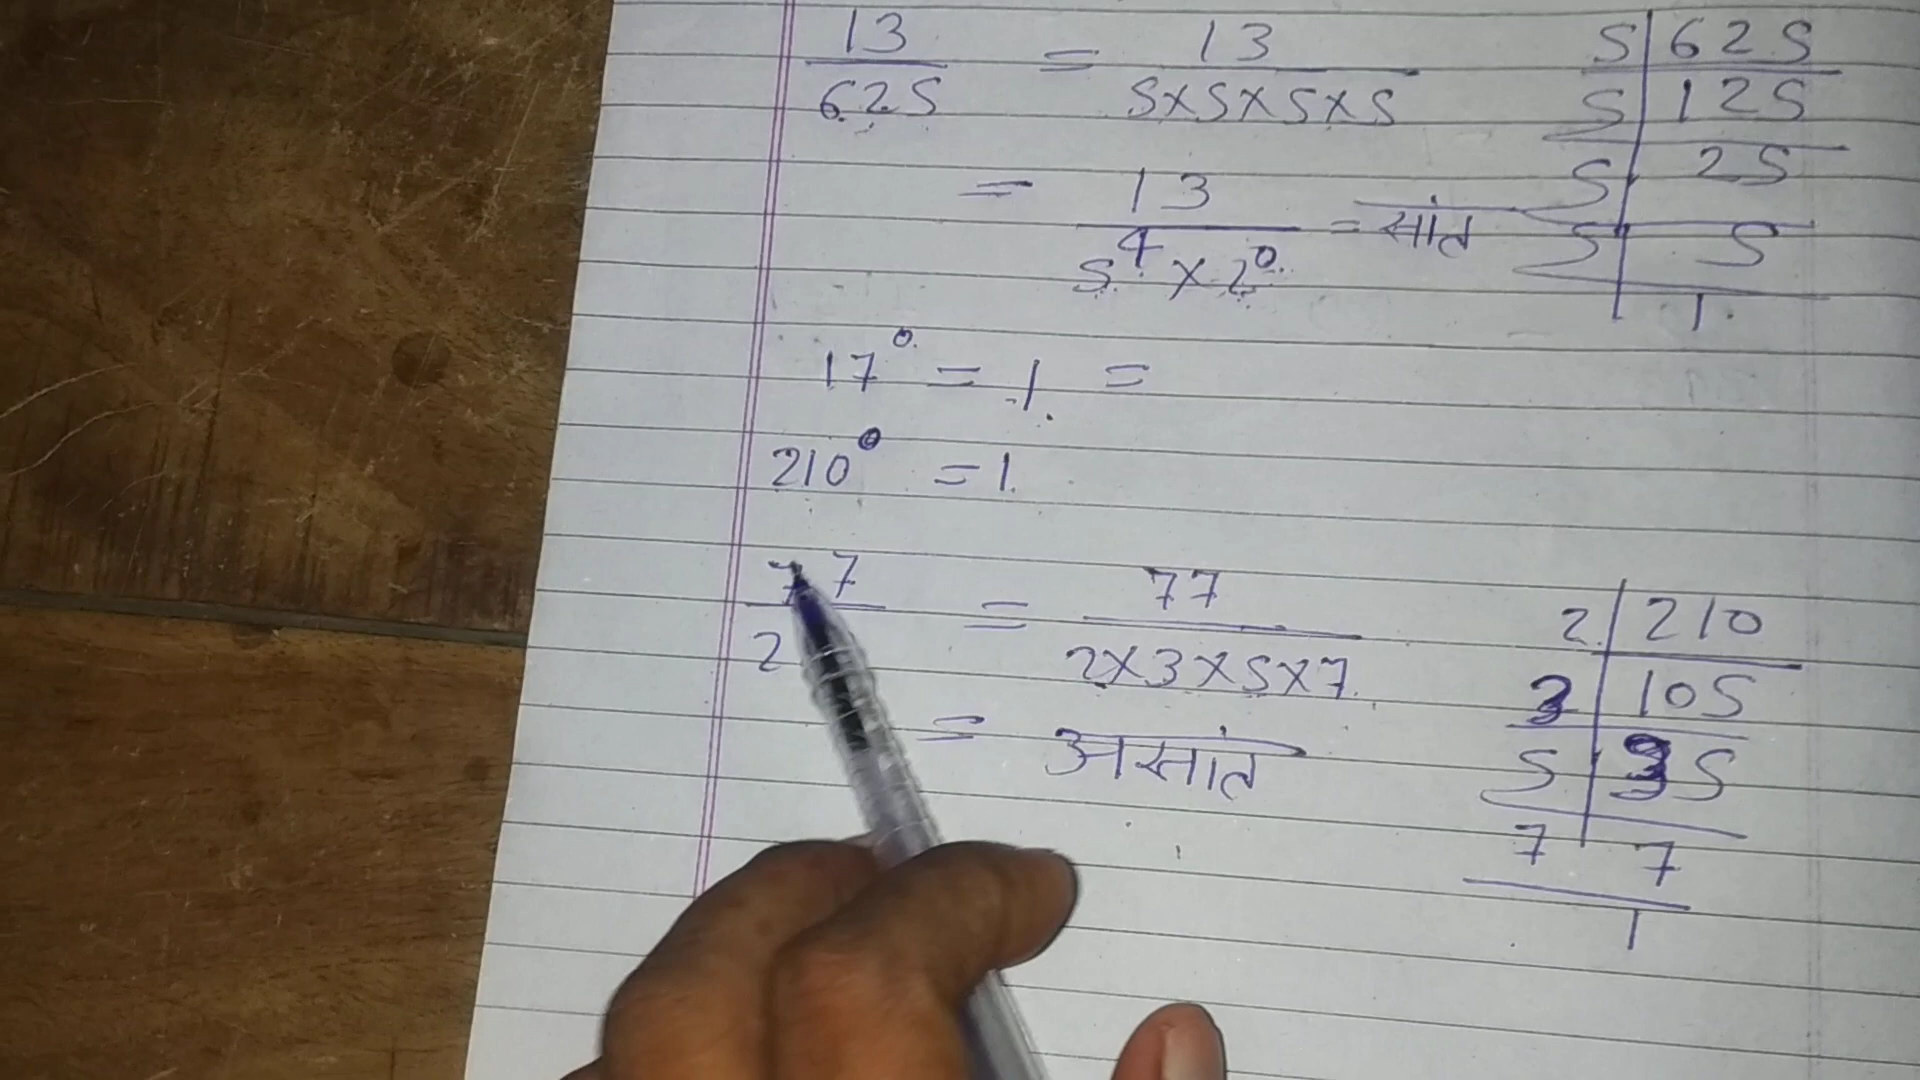 13/625 = 13/5×5×5×5
= 13/5⁴×2⁰ = सांत
5 | 625
5 | 125
5 | 25
5 | 5
1
17⁰ = 1 =
210⁰ = 1
77/2 = 77/2×3×5×7
= असांत
2 | 210
3 | 105
5 | 35
7 7
1